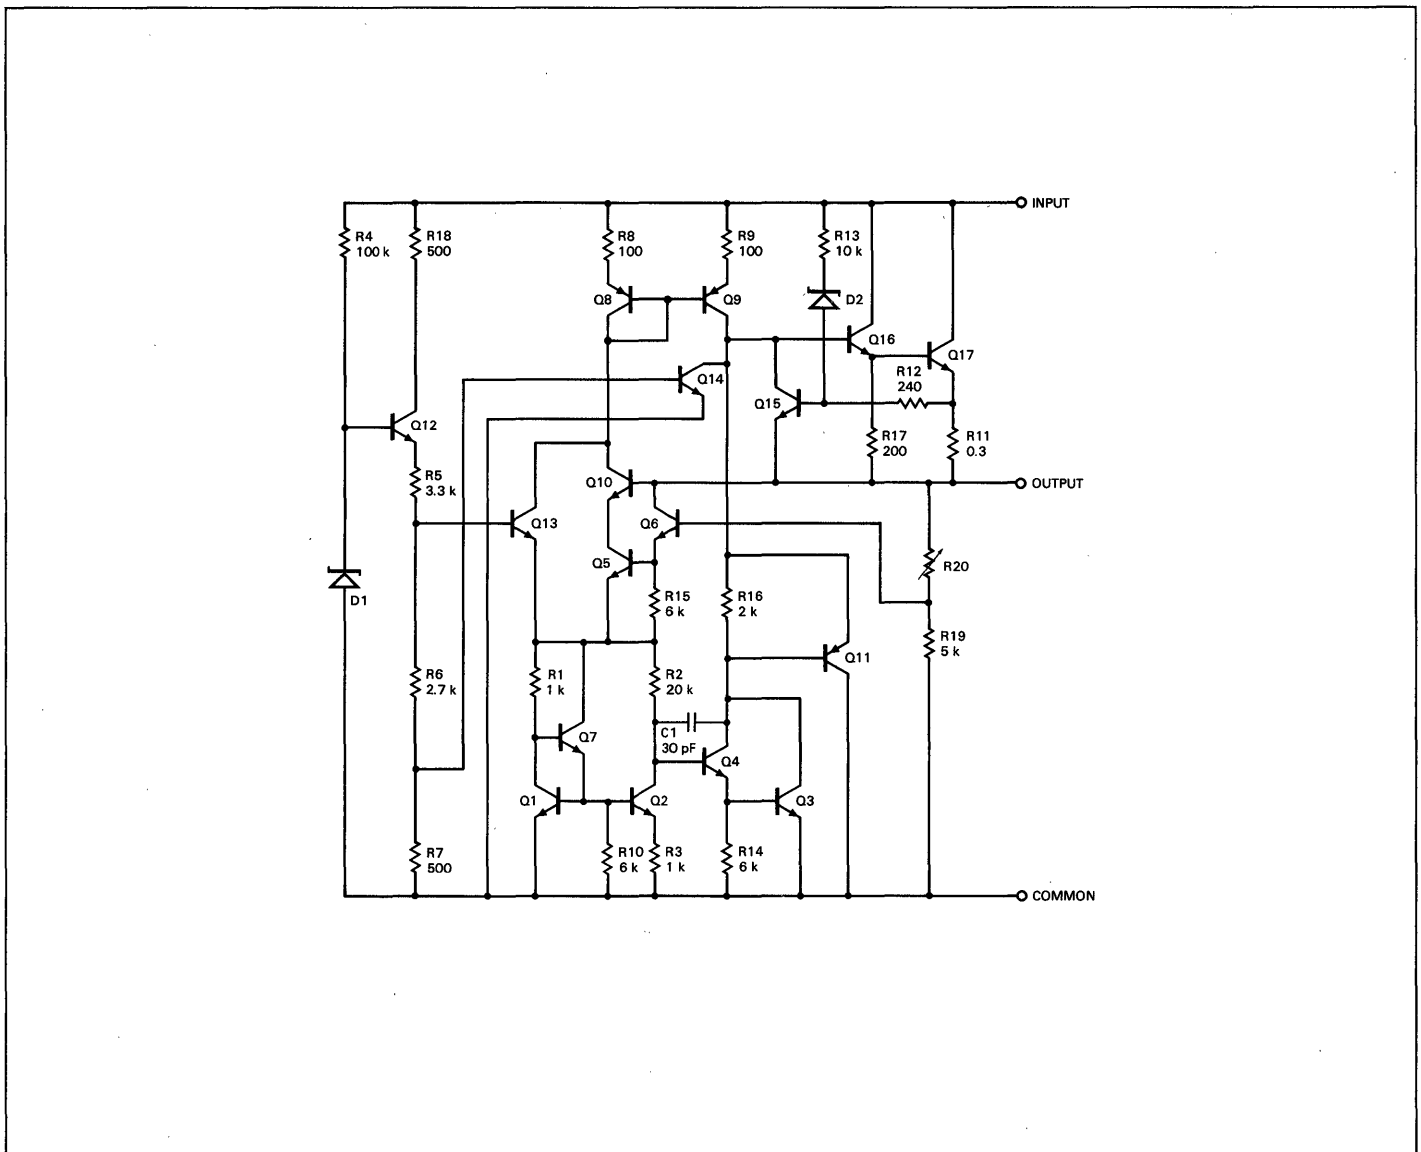 INPUT
R4
100 k
R18
500
R8
100
R9
100
R13
10 k
Q8
Q9
D2
Q16
Q17
Q14
R12
240
Q15
Q12
R17
200
R11
0.3
R5
3.3 k
Q10
OUTPUT
Q13
Q6
Q5
R20
D1
R15
6 k
R16
2 k
R19
5 k
Q11
R6
2.7 k
R1
1 k
R2
20 k
Q7
C1
30 pF
Q4
Q1
Q2
Q3
R7
500
R10
6 k
R3
1 k
R14
6 k
COMMON